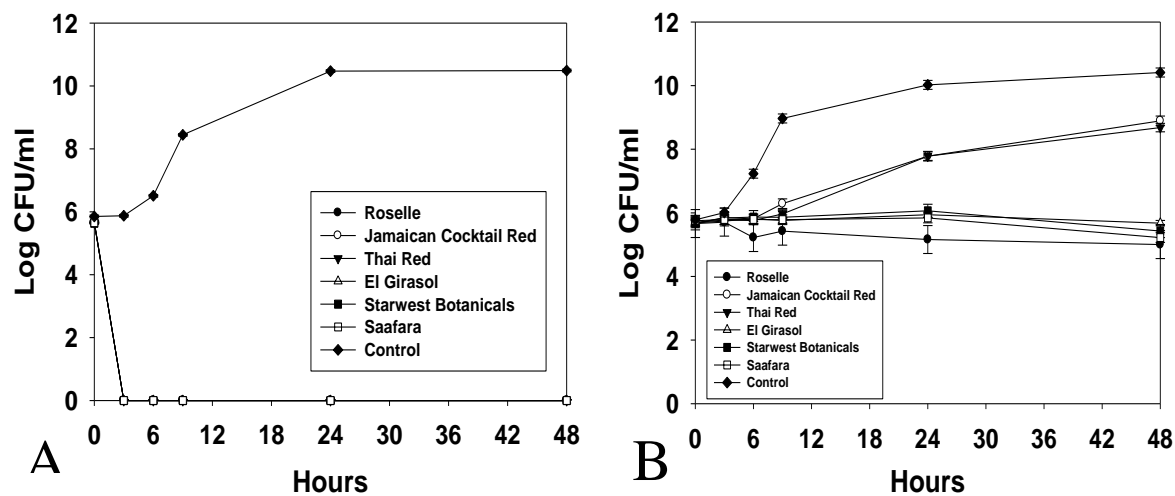 12
10
8
6
4
2
0
Log CFU/ml
Roselle
Jamaican Cocktail Red
Thai Red
El Girasol
Starwest Botanicals
Saafara
Control
0 6 12 18 24 30 36 42 48
Hours
A
12
10
8
6
4
2
0
Log CFU/ml
Roselle
Jamaican Cocktail Red
Thai Red
El Girasol
Starwest Botanicals
Saafara
Control
0 6 12 18 24 30 36 42 48
Hours
B